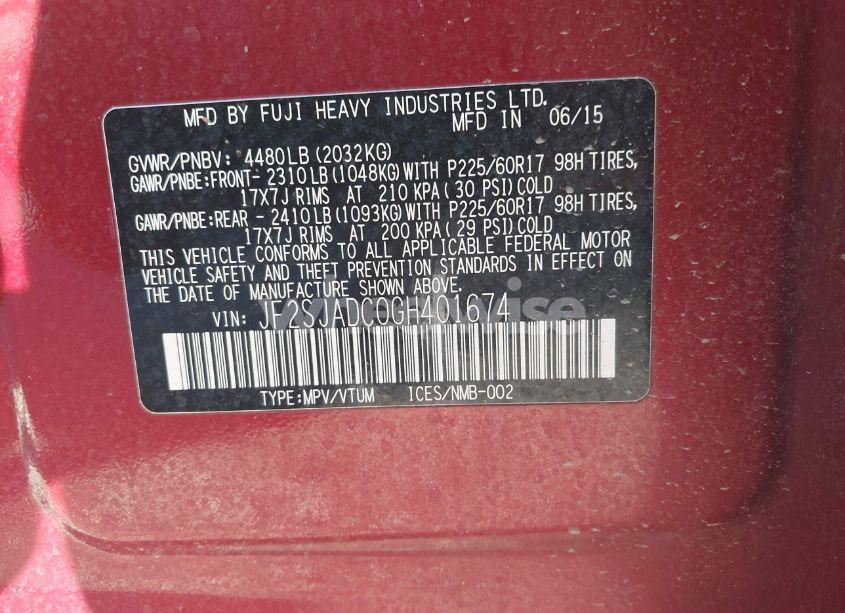 MFD BY FUJI HEAVY INDUSTRIES LTD.
MFD IN 06/15
GVWR/PNBV: 4480LB (2032KG)
GAWR/PNBE:FRONT- 2310LB (1048KG) WITH P225/60R17 98H TIRES,
17X7J RIMS AT 210 KPA (30 PSI) COLD
GAWR/PNBE:REAR - 2410LB (1093KG) WITH P225/60R17 98H TIRES,
17X7J RIMS AT 200 KPA (29 PSI) COLD
THIS VEHICLE CONFORMS TO ALL APPLICABLE FEDERAL MOTOR
VEHICLE SAFETY AND THEFT PREVENTION STANDARDS IN EFFECT ON
THE DATE OF MANUFACTURE SHOWN ABOVE.
VIN: JF2SJADC0GH401674
TYPE:MPV/VTUM ICES/NMB-002